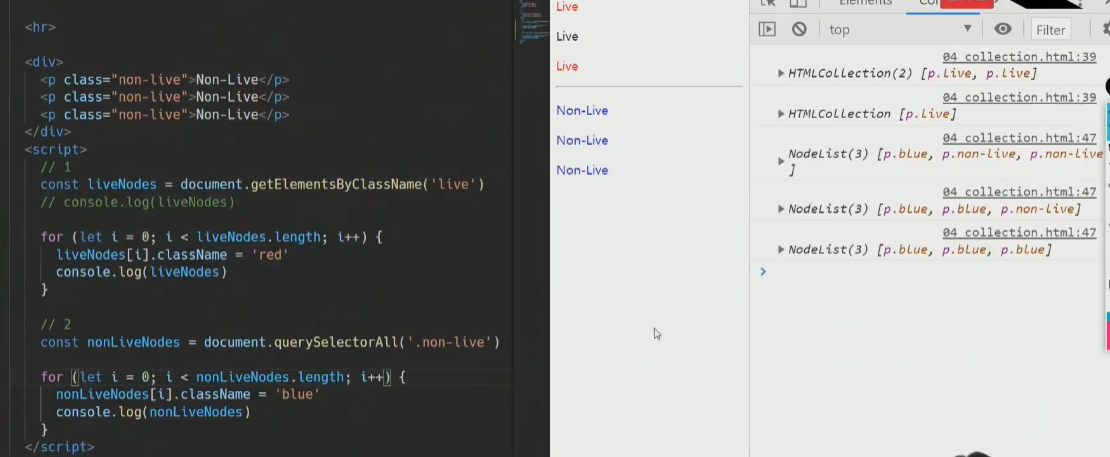 <hr>
<div>
<p class="non-live">Non-Live</p>
<p class="non-live">Non-Live</p>
<p class="non-live">Non-Live</p>
</div>
<script>
// 1
const liveNodes = document.getElementsByClassName('live')
// console.log(liveNodes)
for (let i = 0; i < liveNodes.length; i++) {
liveNodes[i].className = 'red'
console.log(liveNodes)
}
// 2
const nonLiveNodes = document.querySelectorAll('.non-live')
for (let i = 0; i < nonLiveNodes.length; i++) {
nonLiveNodes[i].className = 'blue'
console.log(nonLiveNodes)
}
</script>
Live
Live
Live
Non-Live
Non-Live
Non-Live
Elements
top
Filter
04 collection.html:39
HTMLCollection(2) [p.live, p.live]
04 collection.html:39
HTMLCollection [p.live]
04 collection.html:47
NodeList(3) [p.blue, p.non-live, p.non-live
]
04 collection.html:47
NodeList(3) [p.blue, p.blue, p.non-live]
04 collection.html:47
NodeList(3) [p.blue, p.blue, p.blue]
>